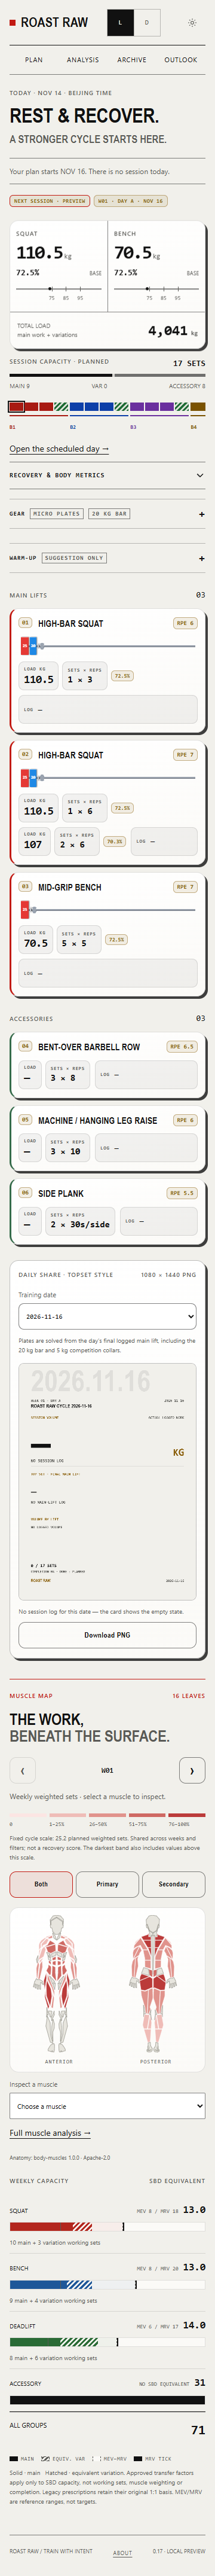 ROAST RAW
L
D
PLAN
ANALYSIS
ARCHIVE
OUTLOOK
TODAY · NOV 14 · BEIJING TIME
REST & RECOVER.
A STRONGER CYCLE STARTS HERE.
Your plan starts NOV 16. There is no session today.
NEXT SESSION · PREVIEW
W01 · DAY A · NOV 16
SQUAT
110.5 kg
72.5% BASE
75 85 95
BENCH
70.5 kg
72.5% BASE
75 85 95
TOTAL LOAD
main work + variations
4,041 kg
SESSION CAPACITY · PLANNED
17 SETS
MAIN 9
VAR 0
ACCESSORY 8
B1
B2
B3
B4
Open the scheduled day →
RECOVERY & BODY METRICS
GEAR
MICRO PLATES
20 KG BAR
+
WARM-UP
SUGGESTION ONLY
+
MAIN LIFTS
03
01 HIGH-BAR SQUAT
RPE 6
LOAD KG
110.5
SETS × REPS
1 × 3
72.5%
LOG —
02 HIGH-BAR SQUAT
RPE 7
LOAD KG
110.5
SETS × REPS
1 × 6
72.5%
LOAD KG
107
SETS × REPS
2 × 6
70.3%
LOG —
03 MID-GRIP BENCH
RPE 7
LOAD KG
70.5
SETS × REPS
5 × 5
72.5%
LOG —
ACCESSORIES
03
04 BENT-OVER BARBELL ROW
RPE 6.5
LOAD
—
SETS × REPS
3 × 8
LOG —
05 MACHINE / HANGING LEG RAISE
RPE 6
LOAD
—
SETS × REPS
3 × 10
LOG —
06 SIDE PLANK
RPE 5.5
LOAD
—
SETS × REPS
2 × 30s/side
LOG —
DAILY SHARE · TOPSET STYLE
1080 × 1440 PNG
Training date
2026-11-16
Plates are solved from the day's final logged main lift, including the
20 kg bar and 5 kg competition collars.
2026.11.16
ROAST RAW CYCLE 2026-11-16
SESSION VOLUME
KG
NO SESSION LOG
NO MAIN-LIFT LOG
0 / 17 SETS
ROAST RAW
No session log for this date — the card shows the empty state.
Download PNG
MUSCLE MAP
16 LEAVES
THE WORK,
BENEATH THE SURFACE.
‹
W01
›
Weekly weighted sets · select a muscle to inspect.
0
1–25%
26–50%
51–75%
76–100%
Fixed cycle scale: 25.2 planned weighted sets. Shared across weeks and
filters; not a recovery score. The darkest band also includes values above
this scale.
Both
Primary
Secondary
ANTERIOR
POSTERIOR
Inspect a muscle
Choose a muscle
Full muscle analysis →
Anatomy: body-muscles 1.0.0 · Apache-2.0
WEEKLY CAPACITY
SBD EQUIVALENT
SQUAT
MEV 8 / MRV 18 13.0
10 main + 3 variation working sets
BENCH
MEV 8 / MRV 20 13.0
9 main + 4 variation working sets
DEADLIFT
MEV 6 / MRV 17 14.0
8 main + 6 variation working sets
ACCESSORY
NO SBD EQUIVALENT 31
ALL GROUPS
71
MAIN
EQUIV. VAR
MEV–MRV
MRV TICK
Solid · main Hatched · equivalent variation. Approved transfer factors
apply only to SBD capacity, not working sets, muscle weighting or
completion. Legacy prescriptions retain their original 1:1 basis. MEV/MRV
are reference ranges, not targets.
ROAST RAW / TRAIN WITH INTENT
ABOUT
0.17 · LOCAL PREVIEW